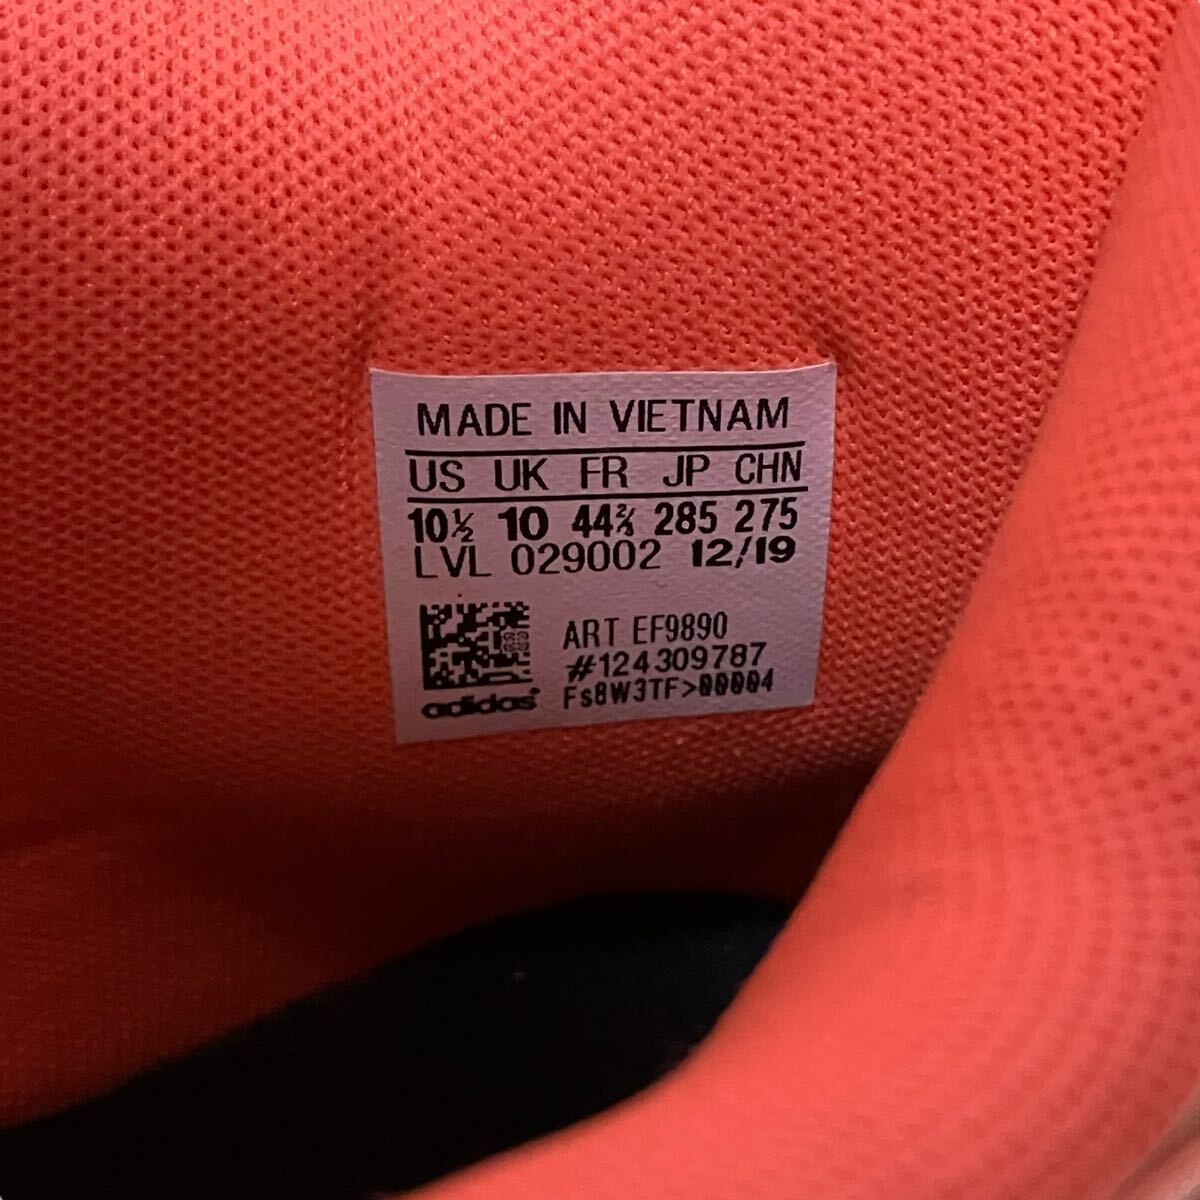 MADE IN VIETNAM
US UK FR JP CHN
10½ 10 44⅔ 285 275
LVL 029002 12/19
ART EF9890
#124309787
adidas Fs8W3TF>00004